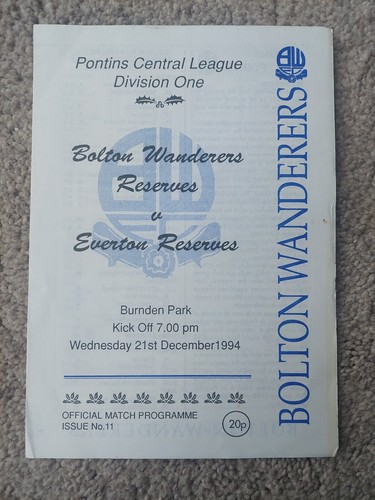 Pontins Central League
Division One
Bolton Wanderers
Reserves
v
Everton Reserves
Burnden Park
Kick Off 7.00 pm
Wednesday 21st December1994
OFFICIAL MATCH PROGRAMME
ISSUE No.11
20p
BOLTON WANDERERS